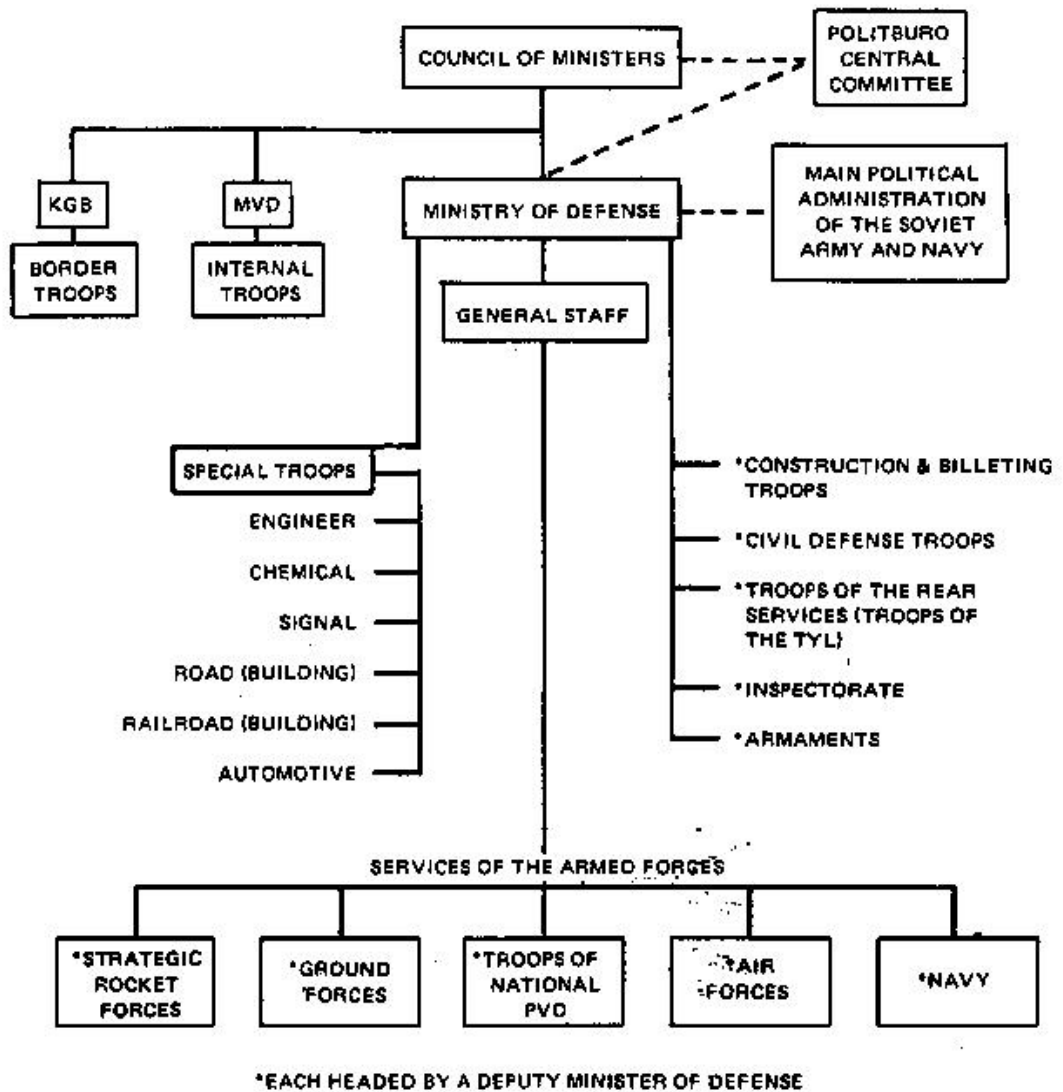 COUNCIL OF MINISTERS
POLITBURO
CENTRAL
COMMITTEE
KGB
MVD
MINISTRY OF DEFENSE
MAIN POLITICAL
ADMINISTRATION
OF THE SOVIET
ARMY AND NAVY
BORDER
TROOPS
INTERNAL
TROOPS
GENERAL STAFF
SPECIAL TROOPS
ENGINEER
CHEMICAL
SIGNAL
ROAD (BUILDING)
RAILROAD (BUILDING)
AUTOMOTIVE
*CONSTRUCTION & BILLETING
TROOPS
*CIVIL DEFENSE TROOPS
*TROOPS OF THE REAR
SERVICES (TROOPS OF
THE TYL)
*INSPECTORATE
*ARMAMENTS
SERVICES OF THE ARMED FORCES
*STRATEGIC
ROCKET
FORCES
*GROUND
FORCES
*TROOPS OF
NATIONAL
PVO
*AIR
FORCES
*NAVY
*EACH HEADED BY A DEPUTY MINISTER OF DEFENSE